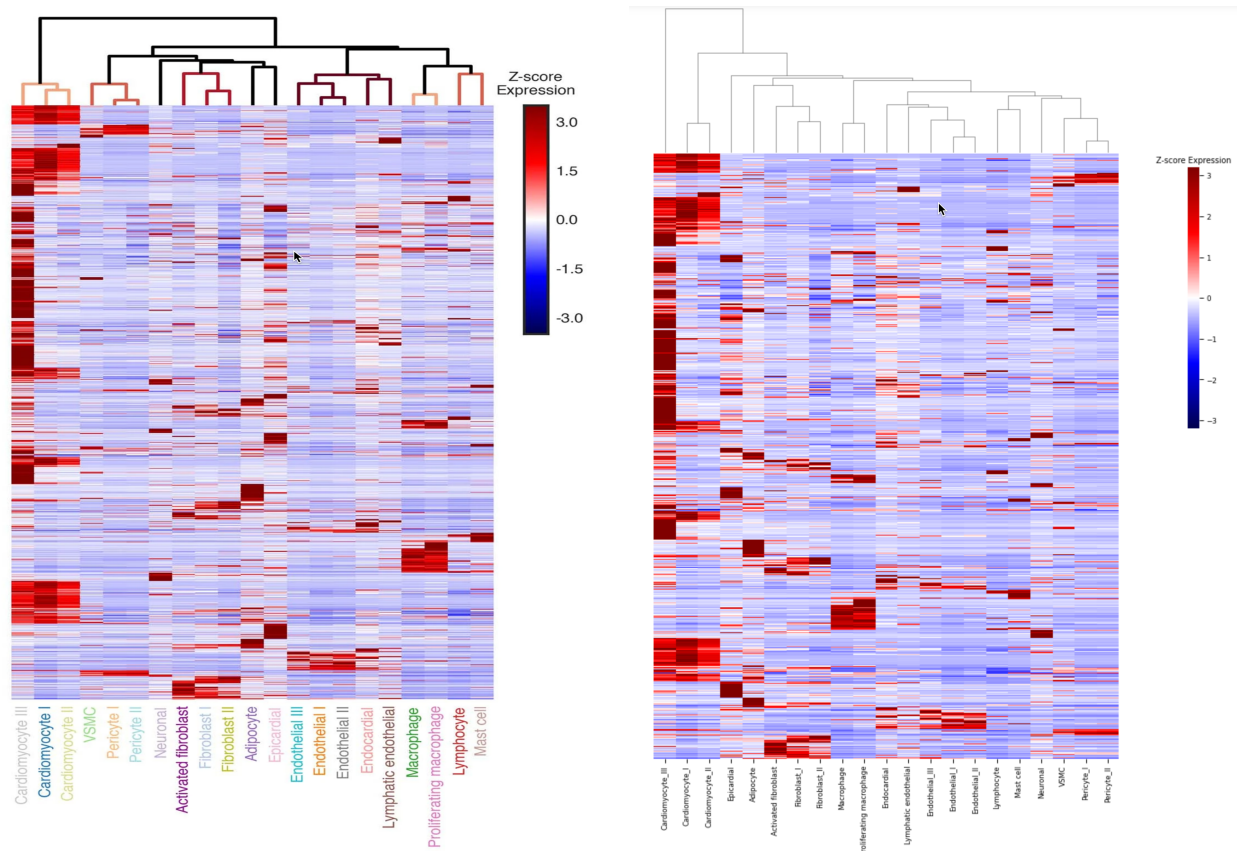 Z-score
Expression
3.0
1.5
0.0
-1.5
-3.0
Cardiomyocyte III
Cardiomyocyte I
Cardiomyocyte II
VSMC
Pericyte I
Pericyte II
Neuronal
Activated fibroblast
Fibroblast I
Fibroblast II
Adipocyte
Epicardial
Endothelial III
Endothelial I
Endothelial II
Endocardial
Lymphatic endothelial
Macrophage
Proliferating macrophage
Lymphocyte
Mast cell
Z-score Expression
3
2
1
0
−1
−2
−3
Cardiomyocyte_III
Cardiomyocyte_I
Cardiomyocyte_II
Epicardial
Adipocyte
Activated fibroblast
Fibroblast_I
Fibroblast_II
Macrophage
Proliferating macrophage
Endocardial
Lymphatic endothelial
Endothelial_III
Endothelial_I
Endothelial_II
Lymphocyte
Mast cell
Neuronal
VSMC
Pericyte_I
Pericyte_II